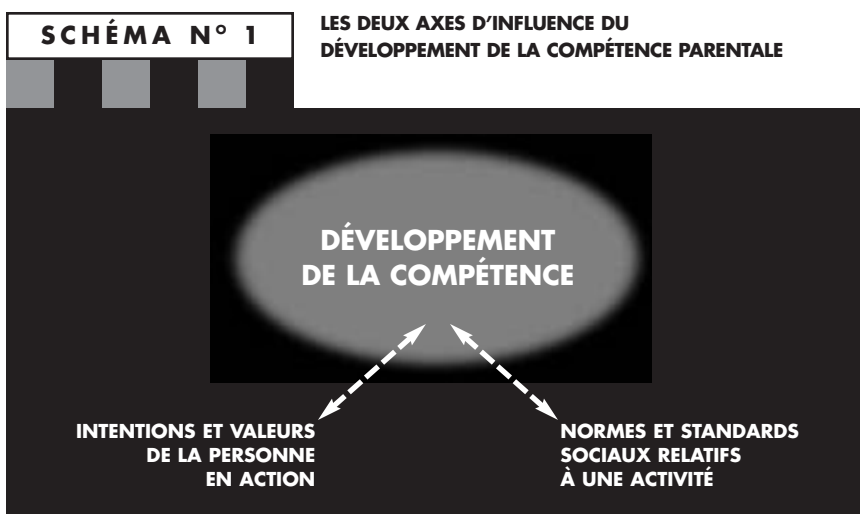 SCHÉMA N° 1
LES DEUX AXES D’INFLUENCE DU
DÉVELOPPEMENT DE LA COMPÉTENCE PARENTALE
DÉVELOPPEMENT
DE LA COMPÉTENCE
INTENTIONS ET VALEURS
DE LA PERSONNE
EN ACTION
NORMES ET STANDARDS
SOCIAUX RELATIFS
À UNE ACTIVITÉ